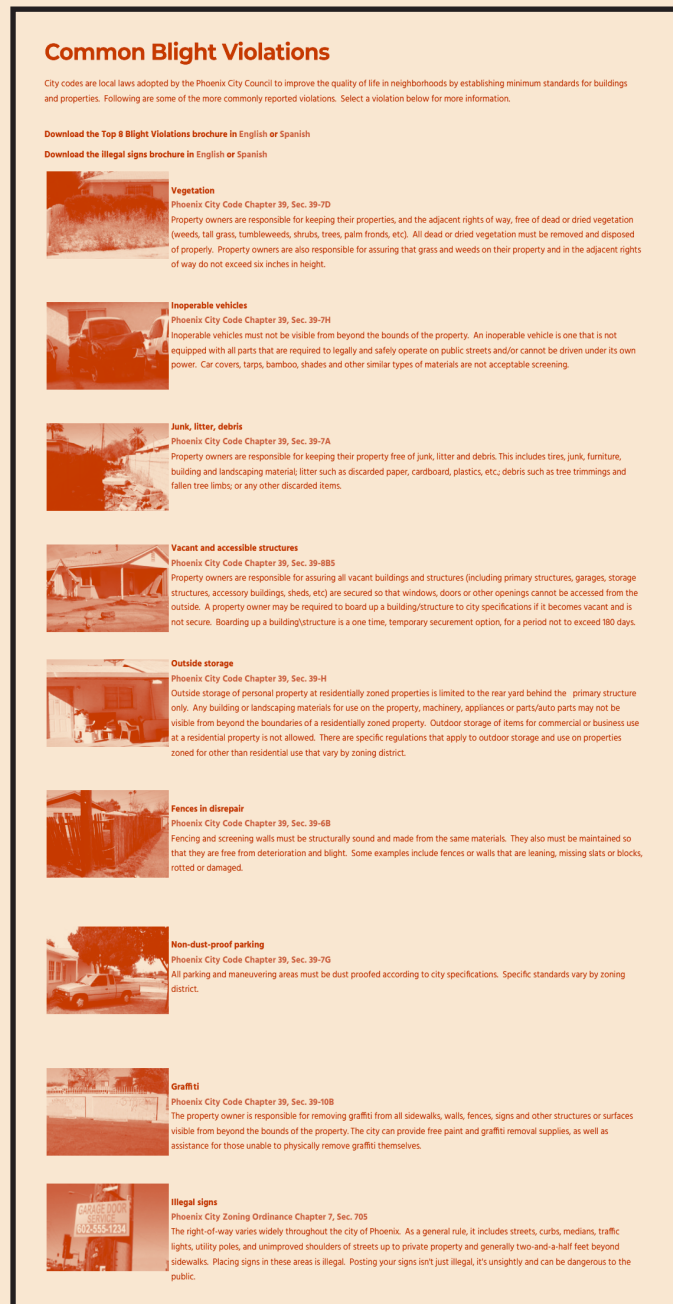 Common Blight Violations
City codes are local laws adopted by the Phoenix City Council to improve the quality of life in neighborhoods by establishing minimum standards for buildings
and properties. Following are some of the more commonly reported violations. Select a violation below for more information.
Download the Top 8 Blight Violations brochure in English or Spanish
Download the illegal signs brochure in English or Spanish
Vegetation
Phoenix City Code Chapter 39, Sec. 39-7D
Property owners are responsible for keeping their properties, and the adjacent rights of way, free of dead or dried vegetation
(weeds, tall grass, tumbleweeds, shrubs, trees, palm fronds, etc). All dead or dried vegetation must be removed and disposed
of properly. Property owners are also responsible for assuring that grass and weeds on their property and in the adjacent rights
of way do not exceed six inches in height.
Inoperable vehicles
Phoenix City Code Chapter 39, Sec. 39-7H
Inoperable vehicles must not be visible from beyond the bounds of the property. An inoperable vehicle is one that is not
equipped with all parts that are required to legally and safely operate on public streets and/or cannot be driven under its own
power. Car covers, tarps, bamboo, shades and other similar types of materials are not acceptable screening.
Junk, litter, debris
Phoenix City Code Chapter 39, Sec. 39-7A
Property owners are responsible for keeping their property free of junk, litter and debris. This includes tires, junk, furniture,
building and landscaping material; litter such as discarded paper, cardboard, plastics, etc.; debris such as tree trimmings and
fallen tree limbs; or any other discarded items.
Vacant and accessible structures
Phoenix City Code Chapter 39, Sec. 39-8B5
Property owners are responsible for assuring all vacant buildings and structures (including primary structures, garages, storage
structures, accessory buildings, sheds, etc) are secured so that windows, doors or other openings cannot be accessed from the
outside. A property owner may be required to board up a building/structure to city specifications if it becomes vacant and is
not secure. Boarding up a building\structure is a one time, temporary securement option, for a period not to exceed 180 days.
Outside storage
Phoenix City Code Chapter 39, Sec. 39-H
Outside storage of personal property at residentially zoned properties is limited to the rear yard behind the primary structure
only. Any building or landscaping materials for use on the property, machinery, appliances or parts/auto parts may not be
visible from beyond the boundaries of a residentially zoned property. Outdoor storage of items for commercial or business use
at a residential property is not allowed. There are specific regulations that apply to outdoor storage and use on properties
zoned for other than residential use that vary by zoning district.
Fences in disrepair
Phoenix City Code Chapter 39, Sec. 39-6B
Fencing and screening walls must be structurally sound and made from the same materials. They also must be maintained so
that they are free from deterioration and blight. Some examples include fences or walls that are leaning, missing slats or blocks,
rotted or damaged.
Non-dust-proof parking
Phoenix City Code Chapter 39, Sec. 39-7G
All parking and maneuvering areas must be dust proofed according to city specifications. Specific standards vary by zoning
district.
Graffiti
Phoenix City Code Chapter 39, Sec. 39-10B
The property owner is responsible for removing graffiti from all sidewalks, walls, fences, signs and other structures or surfaces
visible from beyond the bounds of the property. The city can provide free paint and graffiti removal supplies, as well as
assistance for those unable to physically remove graffiti themselves.
GARAGE DOOR
SERVICE
602-555-1234
Illegal signs
Phoenix City Zoning Ordinance Chapter 7, Sec. 705
The right-of-way varies widely throughout the city of Phoenix. As a general rule, it includes streets, curbs, medians, traffic
lights, utility poles, and unimproved shoulders of streets up to private property and generally two-and-a-half feet beyond
sidewalks. Placing signs in these areas is illegal. Posting your signs isn't just illegal, it's unsightly and can be dangerous to the
public.